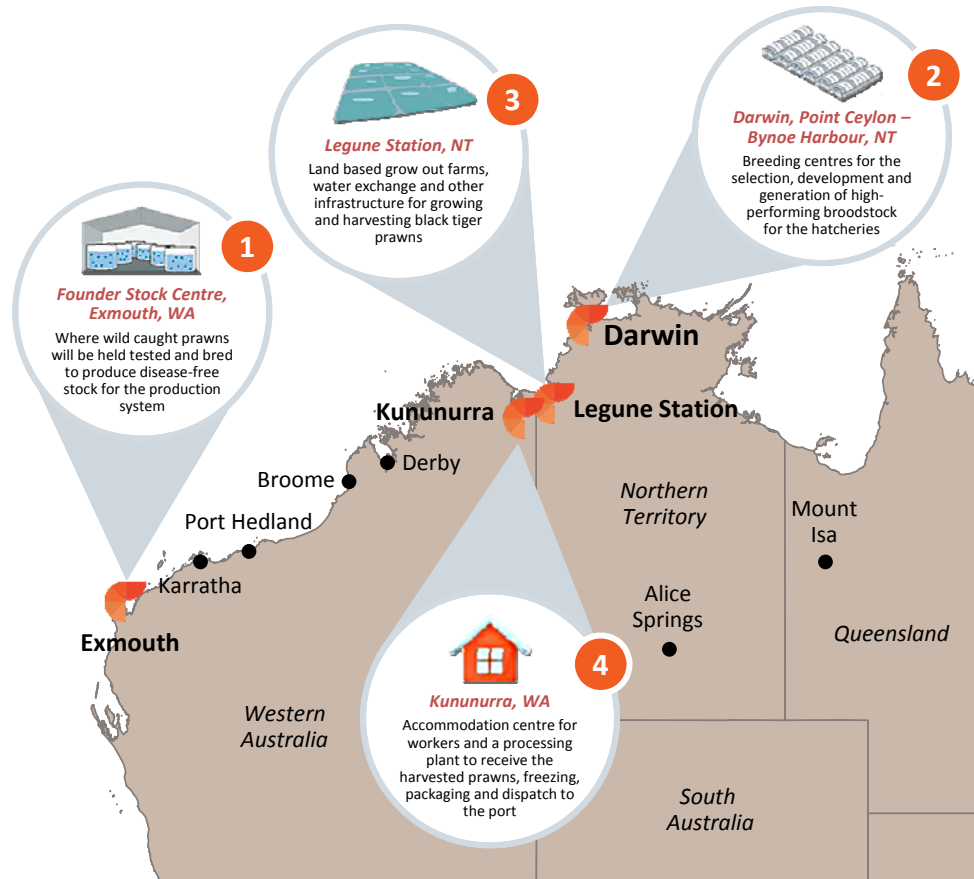 1
Founder Stock Centre,
Exmouth, WA
Where wild caught prawns
will be held tested and bred
to produce disease-free
stock for the production
system
2
Darwin, Point Ceylon –
Bynoe Harbour, NT
Breeding centres for the
selection, development and
generation of high-
performing broodstock
for the hatcheries
3
Legune Station, NT
Land based grow out farms,
water exchange and other
infrastructure for growing
and harvesting black tiger
prawns
4
Kununurra, WA
Accommodation centre for
workers and a processing
plant to receive the
harvested prawns, freezing,
packaging and dispatch to
the port
Darwin
Kununurra
Legune Station
Derby
Broome
Port Hedland
Karratha
Exmouth
Northern
Territory
Mount
Isa
Alice
Springs
Queensland
Western
Australia
South
Australia